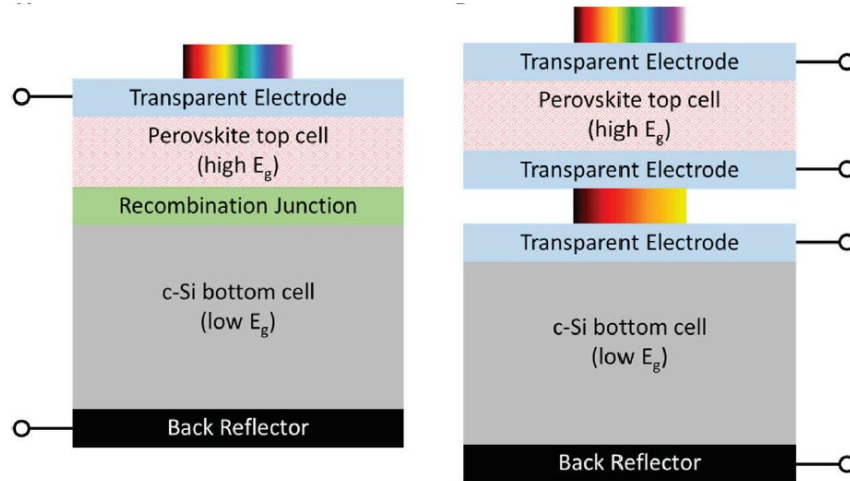 Transparent Electrode
Perovskite top cell
(high Eg)
Recombination Junction
c-Si bottom cell
(low Eg)
Back Reflector
Transparent Electrode
Perovskite top cell
(high Eg)
Transparent Electrode
Transparent Electrode
c-Si bottom cell
(low Eg)
Back Reflector